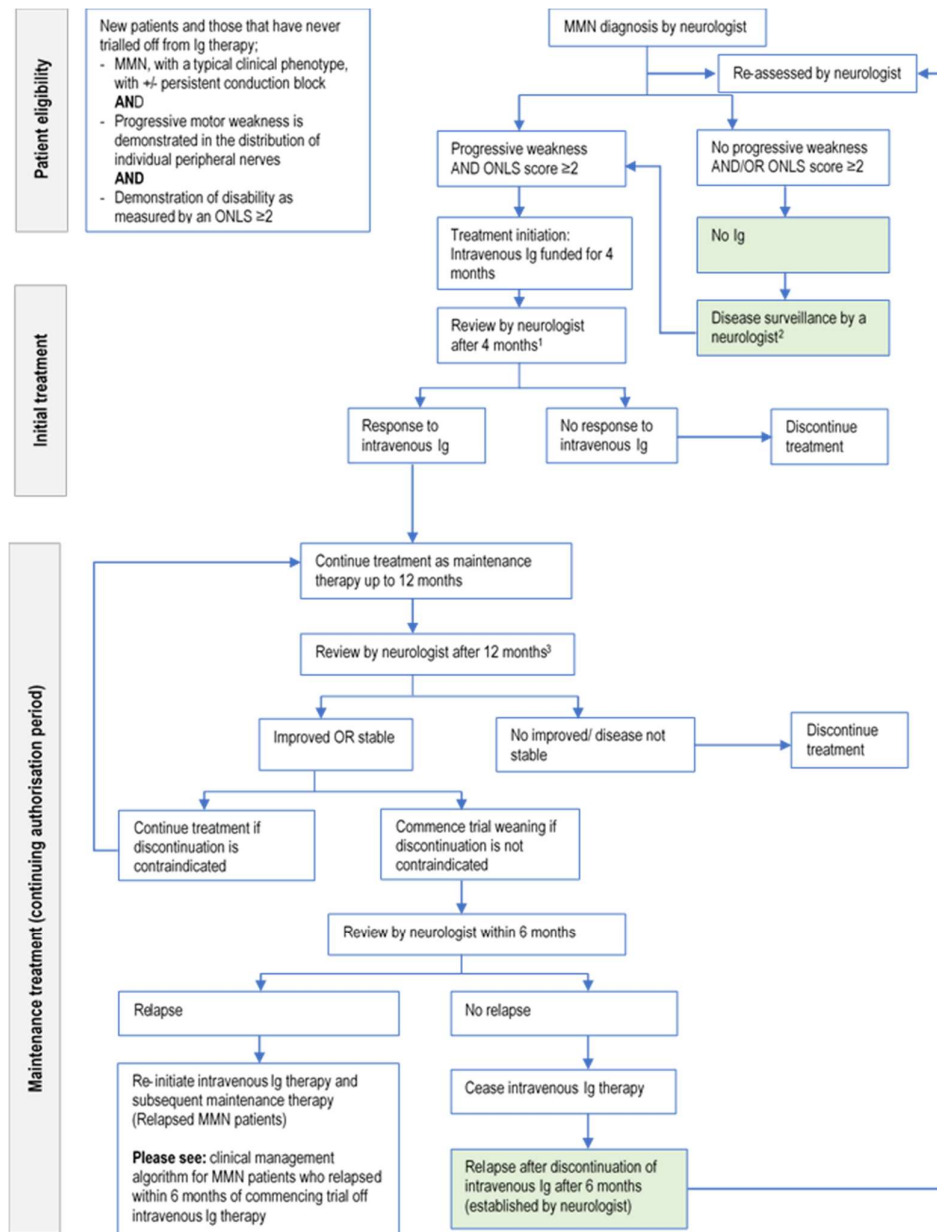 Patient eligibility
New patients and those that have never
trialled off from Ig therapy;
- MMN, with a typical clinical phenotype,
with +/- persistent conduction block
AND
- Progressive motor weakness is
demonstrated in the distribution of
individual peripheral nerves
AND
- Demonstration of disability as
measured by an ONLS ≥2
MMN diagnosis by neurologist
Re-assessed by neurologist
Progressive weakness
AND ONLS score ≥2
No progressive weakness
AND/OR ONLS score ≥2
Treatment initiation:
Intravenous Ig funded for 4
months
No Ig
Initial treatment
Review by neurologist
after 4 months¹
Disease surveillance by a
neurologist²
Response to
intravenous Ig
No response to
intravenous Ig
Discontinue
treatment
Maintenance treatment (continuing authorisation period)
Continue treatment as maintenance
therapy up to 12 months
Review by neurologist after 12 months³
Improved OR stable
No improved/ disease not
stable
Discontinue
treatment
Continue treatment if
discontinuation is
contraindicated
Commence trial weaning if
discontinuation is not
contraindicated
Review by neurologist within 6 months
Relapse
No relapse
Re-initiate intravenous Ig therapy and
subsequent maintenance therapy
(Relapsed MMN patients)
Please see: clinical management
algorithm for MMN patients who relapsed
within 6 months of commencing trial off
intravenous Ig therapy
Cease intravenous Ig therapy
Relapse after discontinuation of
intravenous Ig after 6 months
(established by neurologist)